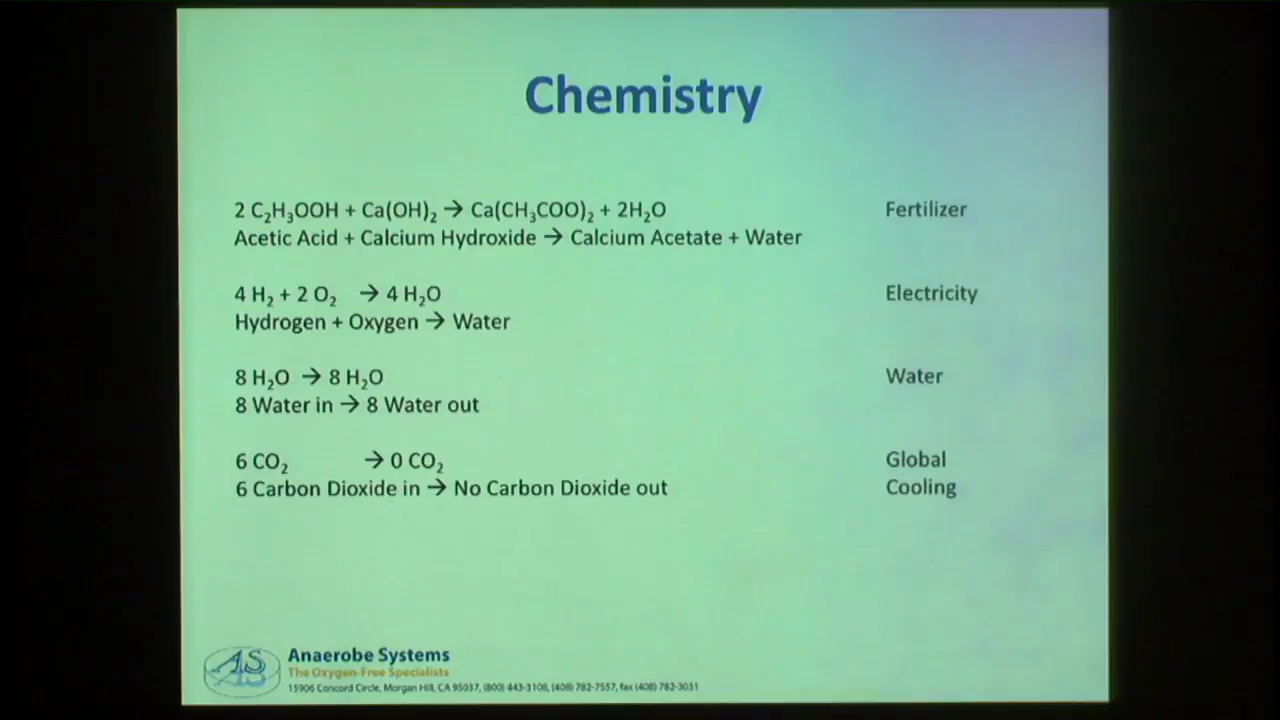 Chemistry
2 C₂H₃OOH + Ca(OH)₂ → Ca(CH₃COO)₂ + 2H₂O Fertilizer
Acetic Acid + Calcium Hydroxide → Calcium Acetate + Water
4 H₂ + 2 O₂ → 4 H₂O Electricity
Hydrogen + Oxygen → Water
8 H₂O → 8 H₂O Water
8 Water in → 8 Water out
6 CO₂ → 0 CO₂ Global
6 Carbon Dioxide in → No Carbon Dioxide out Cooling
AS
Anaerobe Systems
The Oxygen-Free Specialists
15906 Concord Circle, Morgan Hill, CA 95037, (800) 443-3108, (408) 782-7557, fax (408) 782-3031